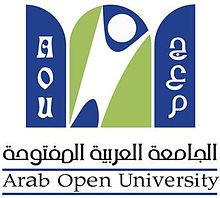 AOU
ج ع م
الجامعة العربية المفتوحة
Arab Open University